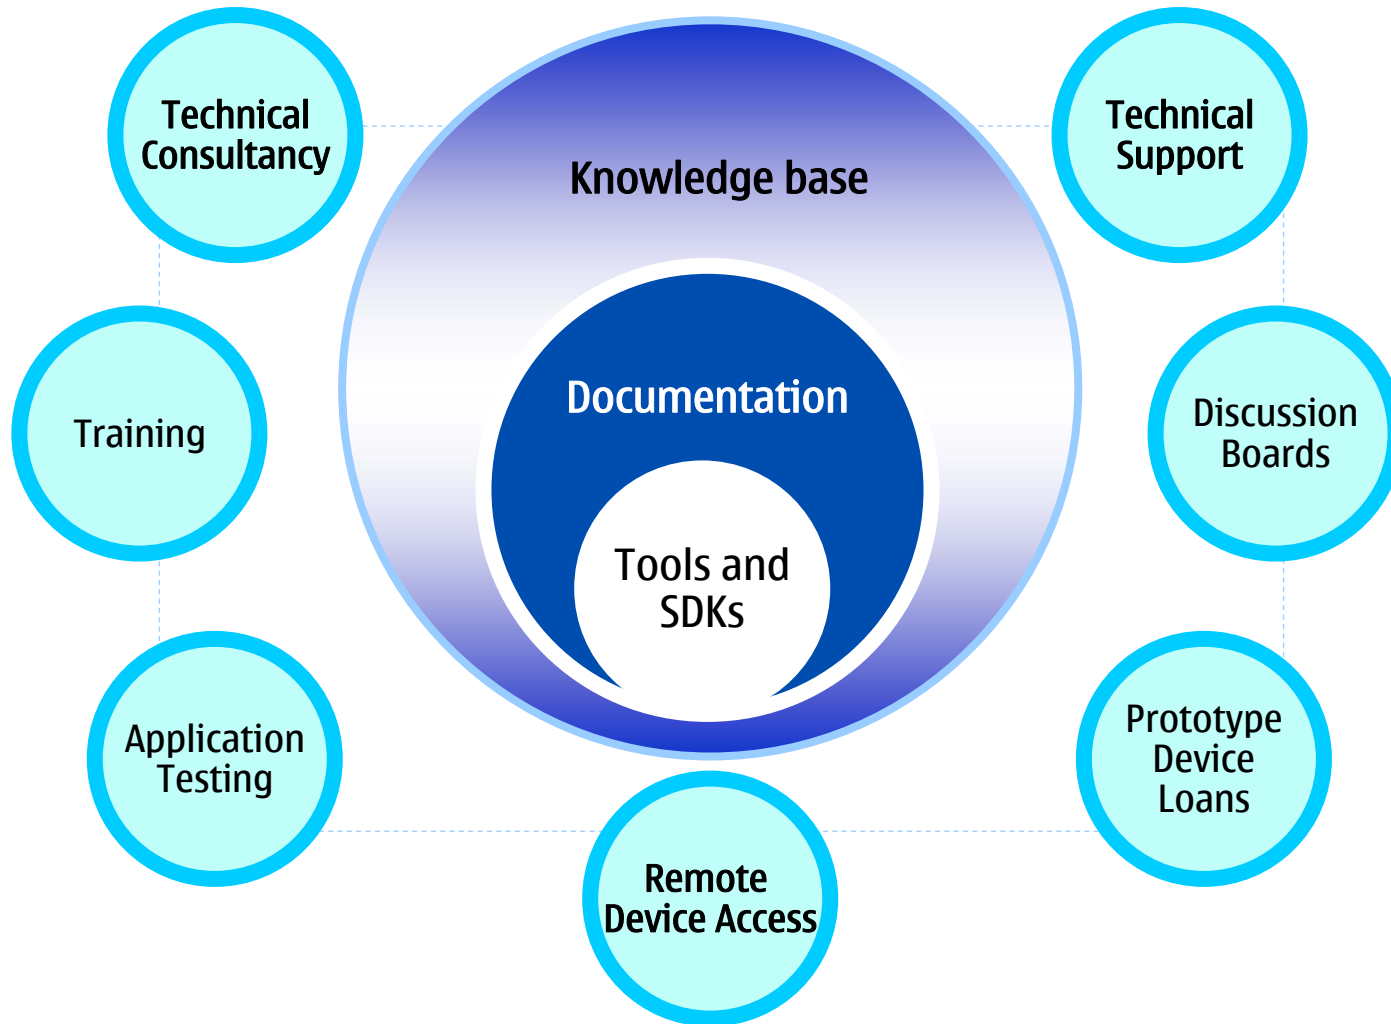 Technical
Consultancy
Knowledge base
Technical
Support
Training
Documentation
Discussion
Boards
Tools and
SDKs
Application
Testing
Prototype
Device
Loans
Remote
Device Access